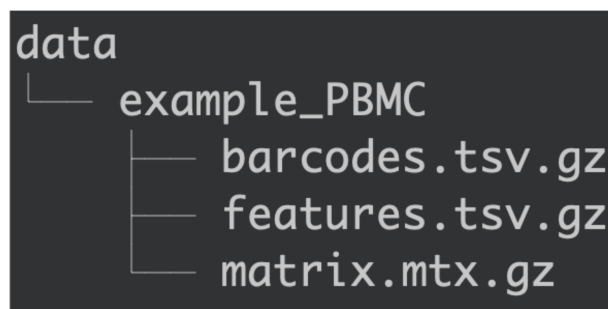 data
example_PBMC
barcodes.tsv.gz
features.tsv.gz
matrix.mtx.gz